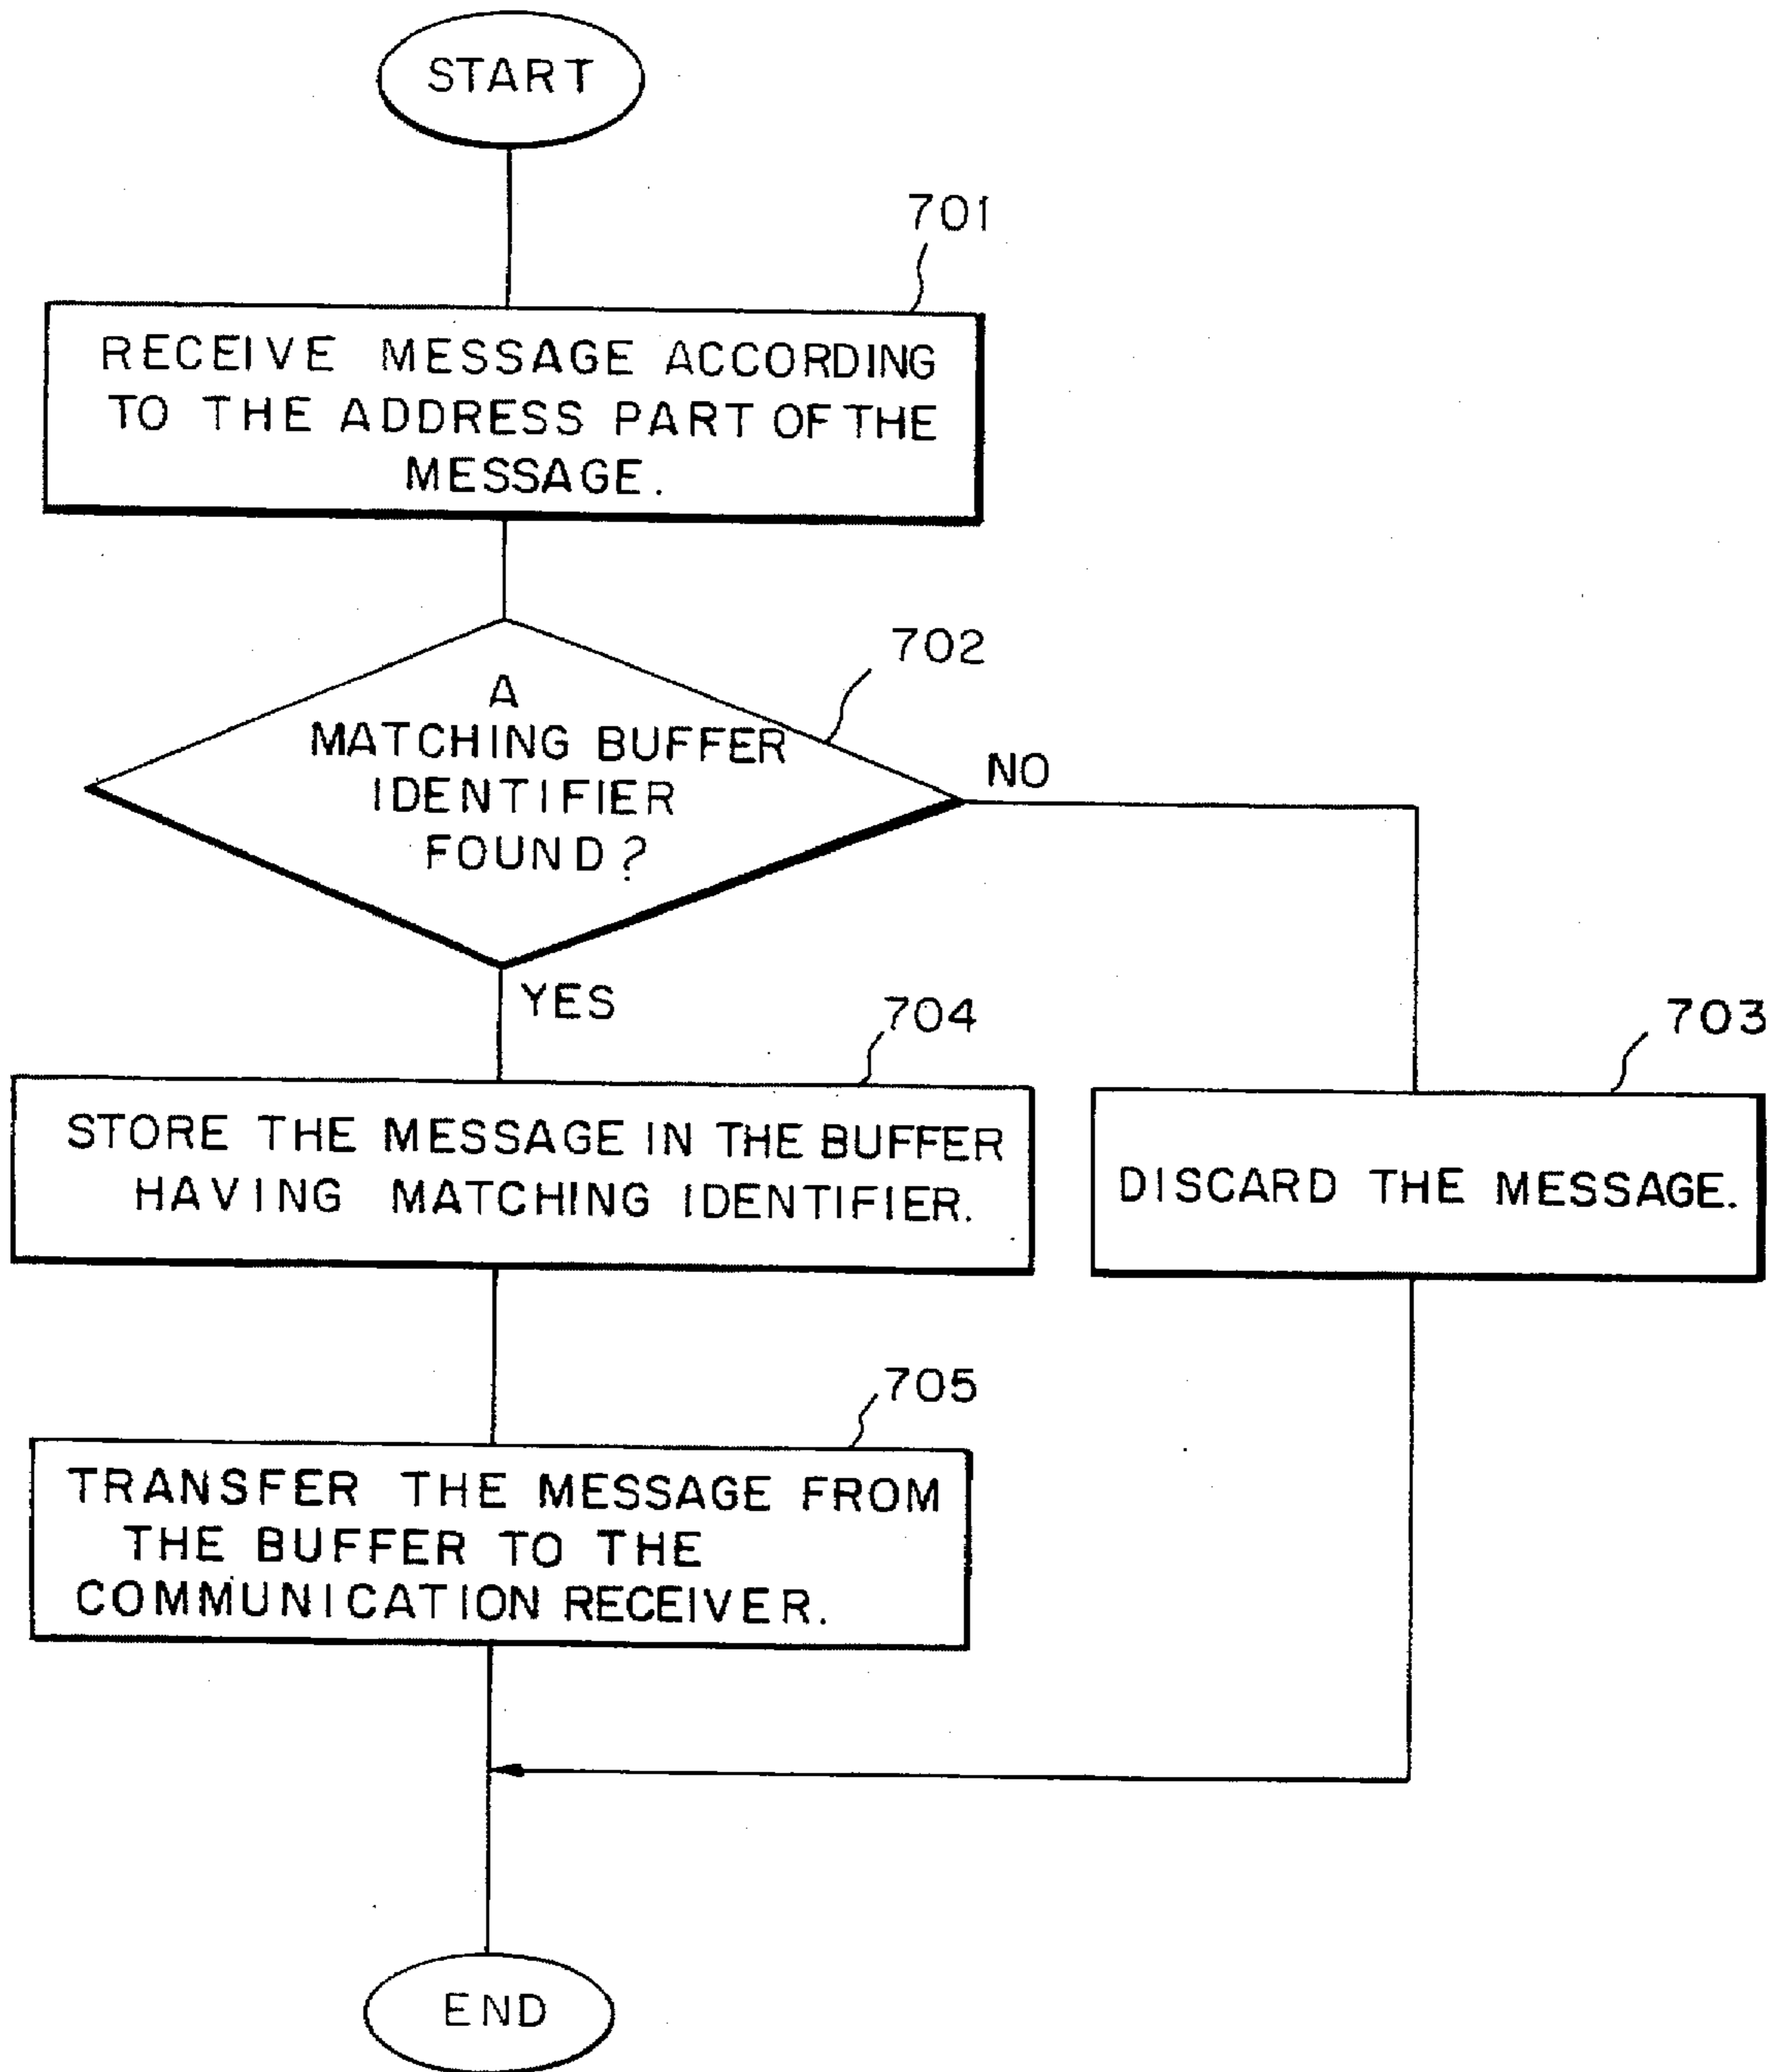 START
701
RECEIVE MESSAGE ACCORDING
TO THE ADDRESS PART OF THE
MESSAGE.
702
A
MATCHING BUFFER
IDENTIFIER
FOUND?
NO
YES
704
703
STORE THE MESSAGE IN THE BUFFER
HAVING MATCHING IDENTIFIER.
DISCARD THE MESSAGE.
705
TRANSFER THE MESSAGE FROM
THE BUFFER TO THE
COMMUNICATION RECEIVER.
END